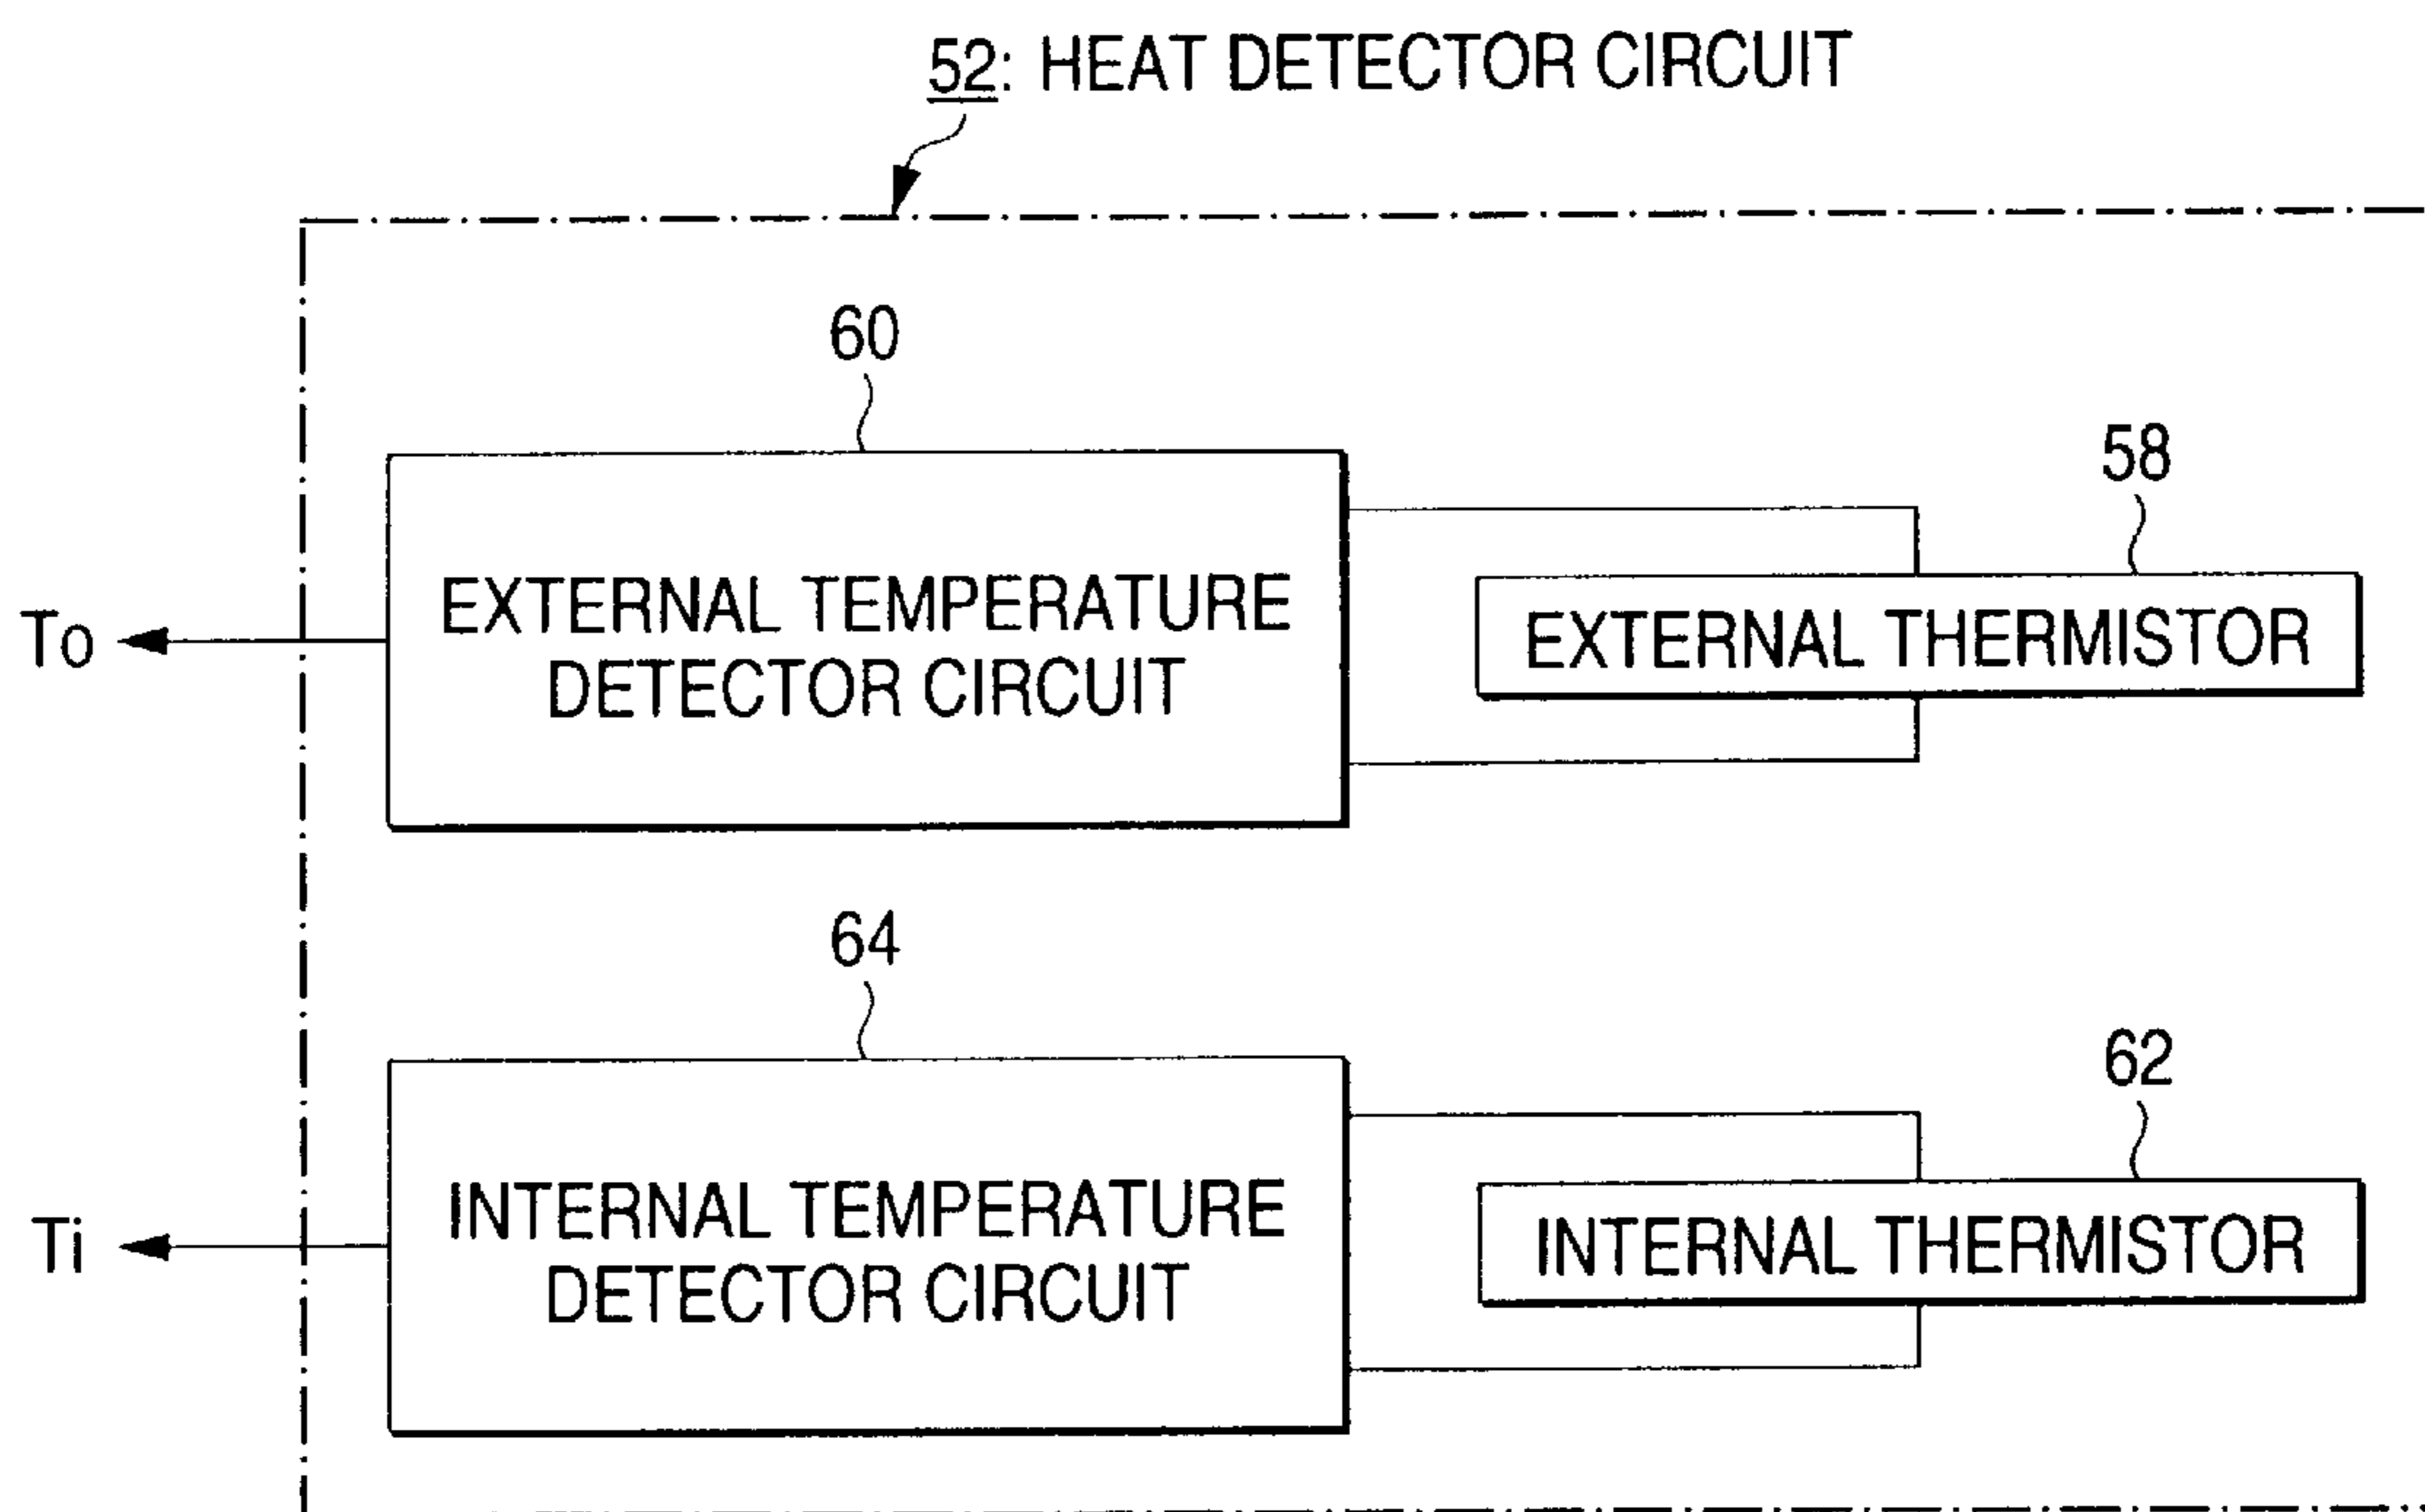 52: HEAT DETECTOR CIRCUIT
60
58
EXTERNAL TEMPERATURE
DETECTOR CIRCUIT
EXTERNAL THERMISTOR
To
64
62
INTERNAL TEMPERATURE
DETECTOR CIRCUIT
INTERNAL THERMISTOR
Ti